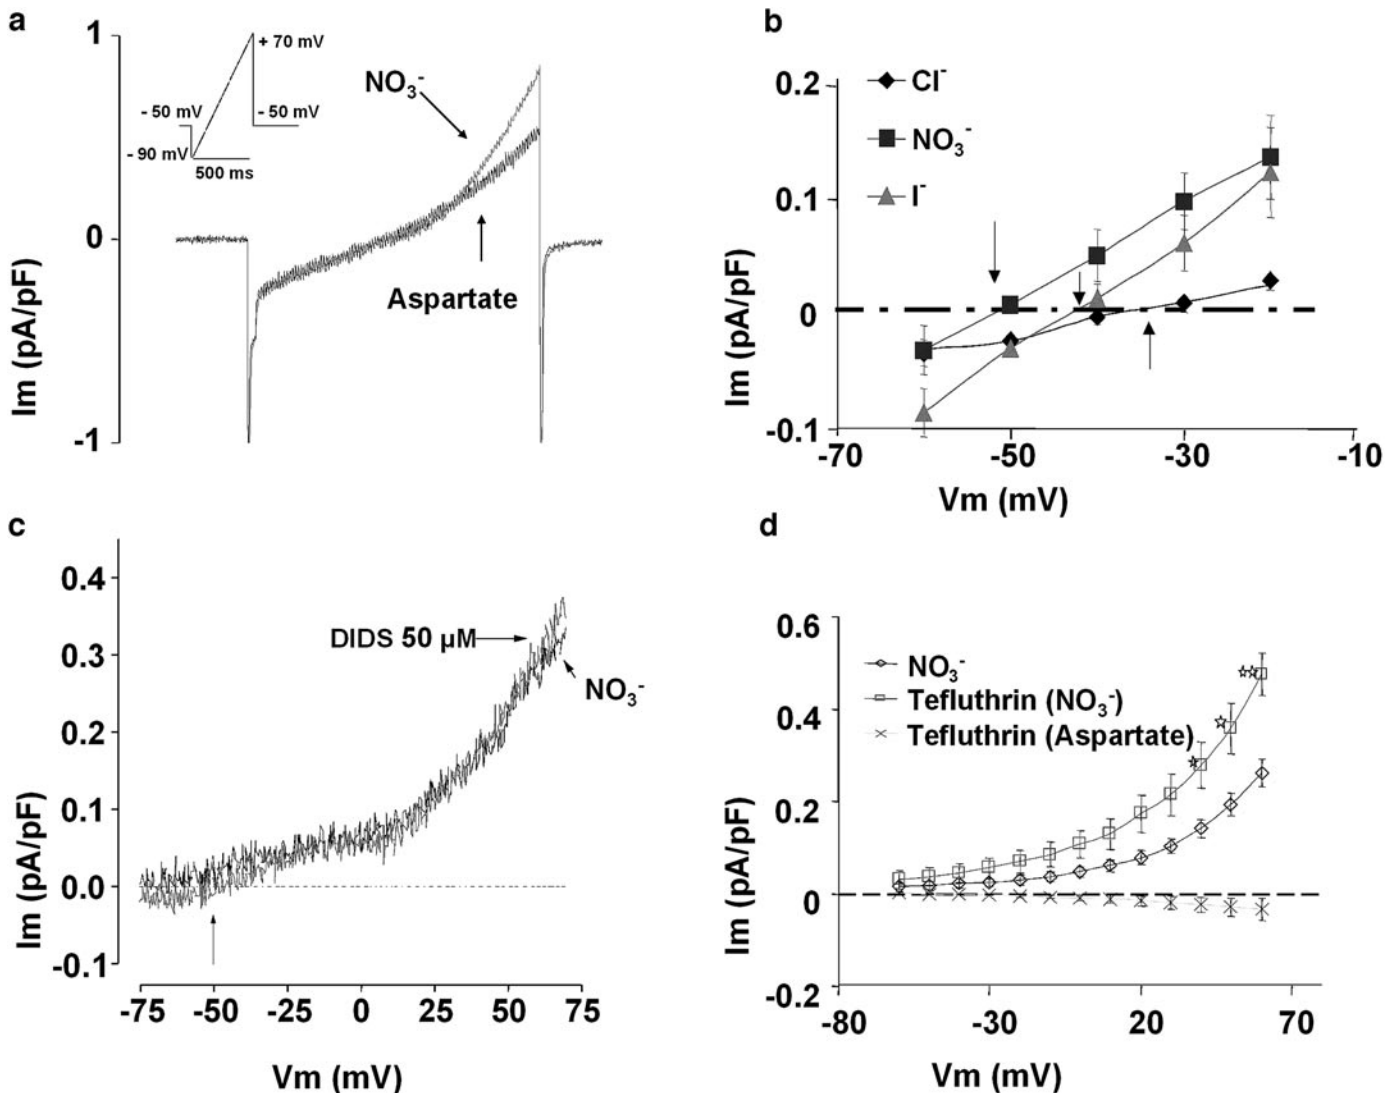 a
1
0
-1
Im (pA/pF)
+ 70 mV
- 50 mV
- 50 mV
- 90 mV
500 ms
NO₃⁻
Aspartate
b
0.2
0.1
0
-0.1
Im (pA/pF)
Cl⁻
NO₃⁻
I⁻
-70
-50
-30
-10
Vm (mV)
c
0.4
0.3
0.2
0.1
0.0
-0.1
Im (pA/pF)
DIDS 50 µM
NO₃⁻
-75
-50
-25
0
25
50
75
Vm (mV)
d
0.6
0.4
0.2
0
-0.2
Im (pA/pF)
NO₃⁻
Tefluthrin (NO₃⁻)
Tefluthrin (Aspartate)
-80
-30
20
70
Vm (mV)